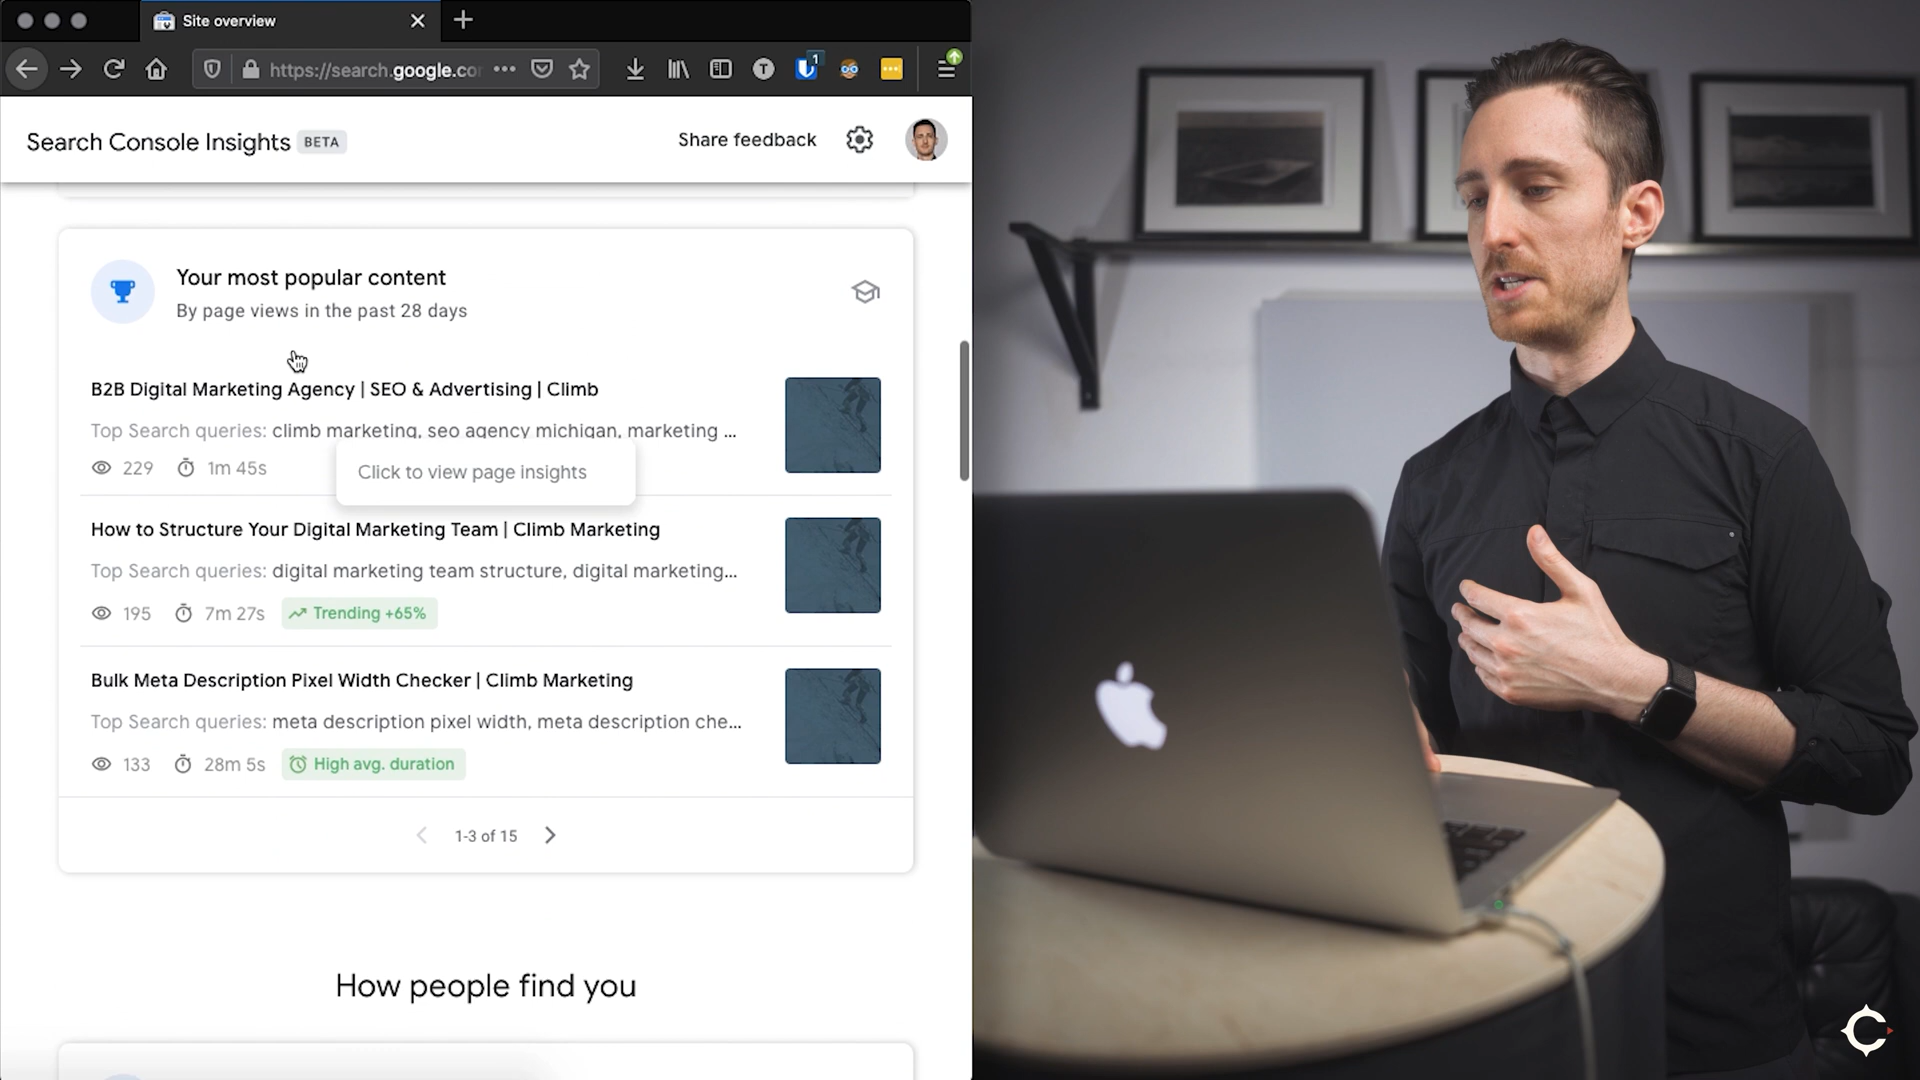 Site overview
https://search.google.co
1
T
Search Console Insights BETA
Share feedback
Your most popular content
By page views in the past 28 days
B2B Digital Marketing Agency | SEO & Advertising | Climb
Top Search queries: climb marketing, seo agency michigan, marketing ...
229 1m 45s
Click to view page insights
How to Structure Your Digital Marketing Team | Climb Marketing
Top Search queries: digital marketing team structure, digital marketing...
195 7m 27s Trending +65%
Bulk Meta Description Pixel Width Checker | Climb Marketing
Top Search queries: meta description pixel width, meta description che...
133 28m 5s High avg. duration
1-3 of 15
How people find you